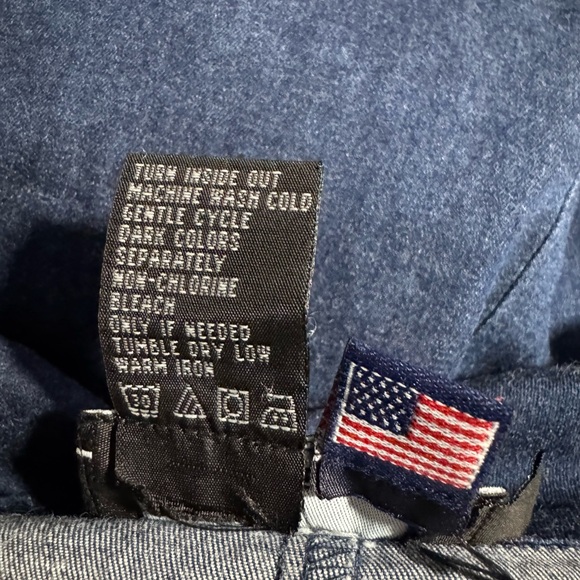 TURN INSIDE OUT
MACHINE WASH COLD
GENTLE CYCLE
DARK COLORS
SEPARATELY
NON-CHLORINE
BLEACH
ONLY IF NEEDED
TUMBLE DRY LOW
WARM IRON
30